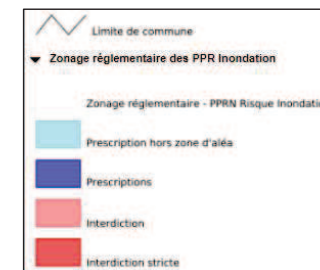 Limite de commune
Zonage réglementaire des PPR Inondation
Zonage réglementaire - PPRN Risque Inondati
Prescription hors zone d'aléa
Prescriptions
Interdiction
Interdiction stricte